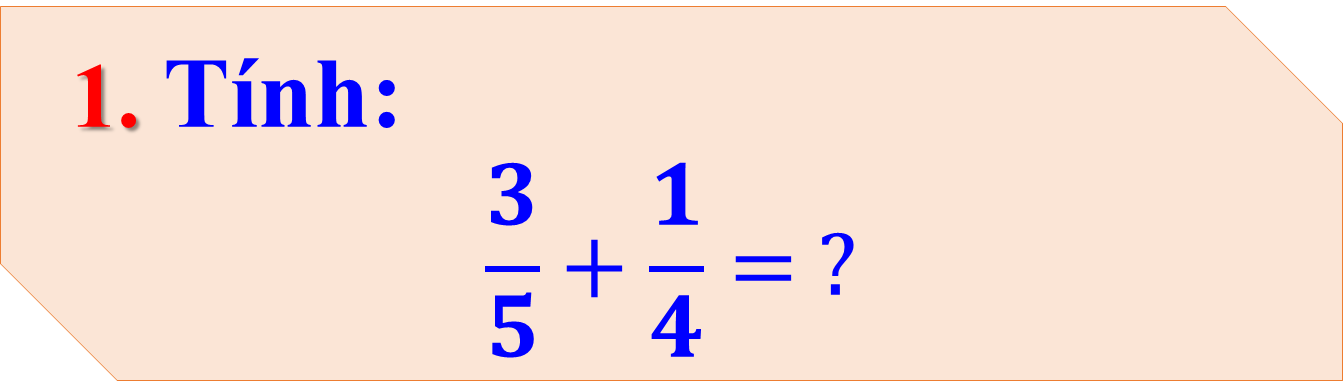 1. Tính:
3/5 + 1/4 = ?